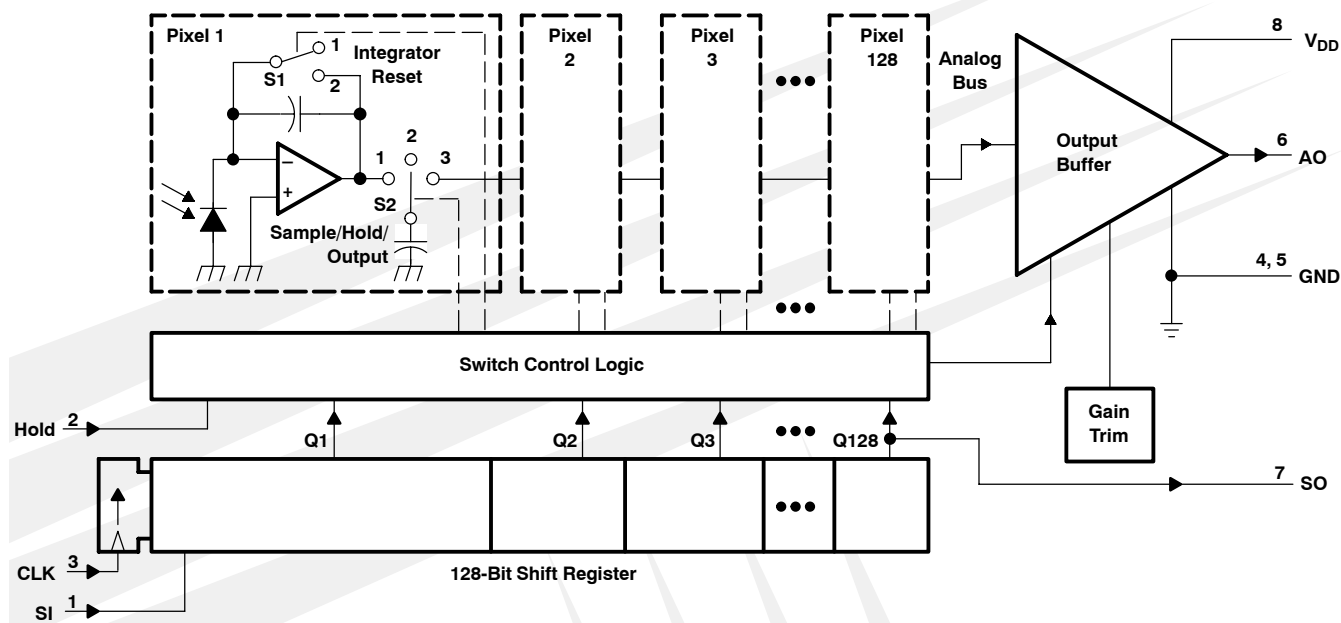 Pixel 1
1
Integrator
Reset
S1
2
−
+
1
2
3
S2
Sample/Hold/
Output
Pixel
2
Pixel
3
Pixel
128
Analog
Bus
Output
Buffer
8
VDD
6
AO
4, 5
GND
Switch Control Logic
Gain
Trim
Hold
2
Q1
Q2
Q3
Q128
7
SO
CLK
3
128-Bit Shift Register
SI
1